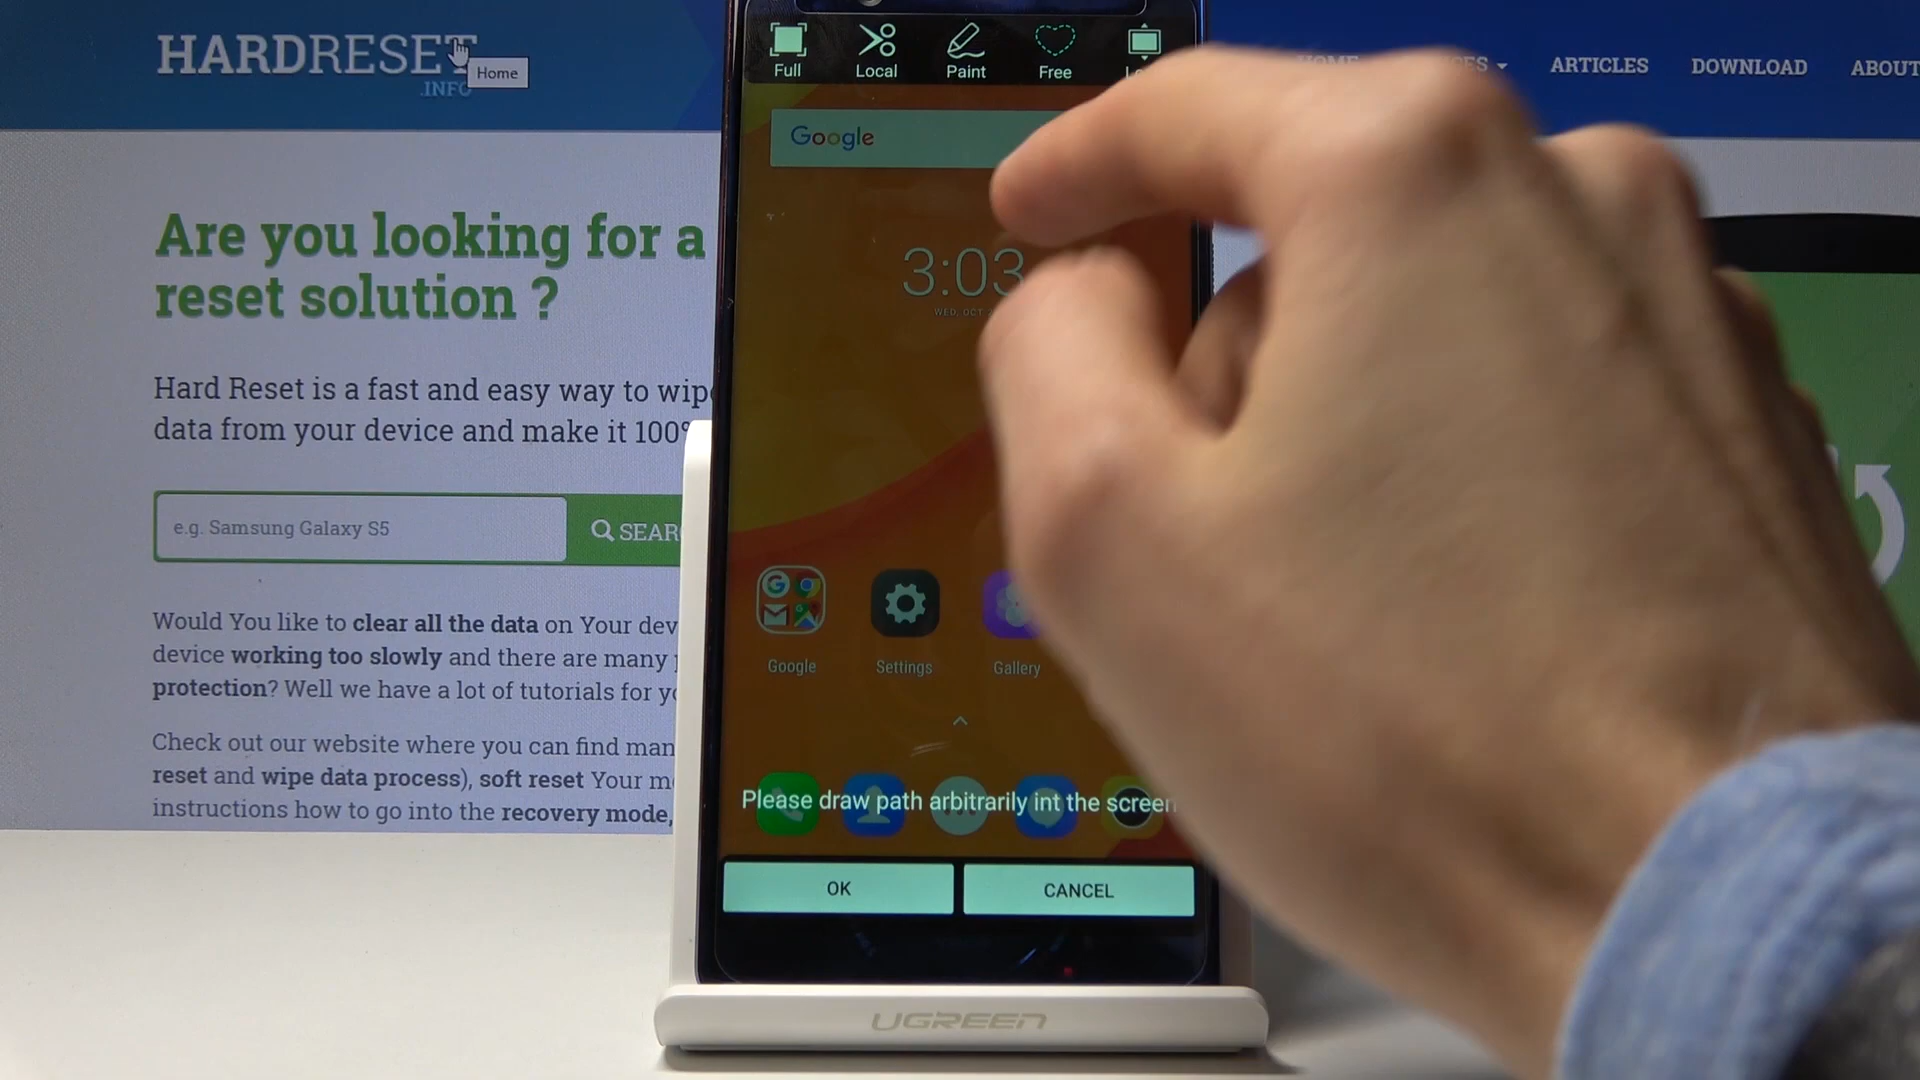 HARDRESET
.INFO
Home
HOME
ARTICLES
DOWNLOAD
ABOUT
Are you looking for a
reset solution ?
Hard Reset is a fast and easy way to wip
data from your device and make it 100%
e.g. Samsung Galaxy S5
SEAR
Would You like to clear all the data on Your dev
device working too slowly and there are many
protection? Well we have a lot of tutorials for yo
Check out our website where you can find man
reset and wipe data process), soft reset Your m
instructions how to go into the recovery mode,
Full
Local
Paint
Free
Google
3:03
WED, OCT 2
Google
Settings
Gallery
Please draw path arbitrarily int the screen
OK
CANCEL
UGREEN